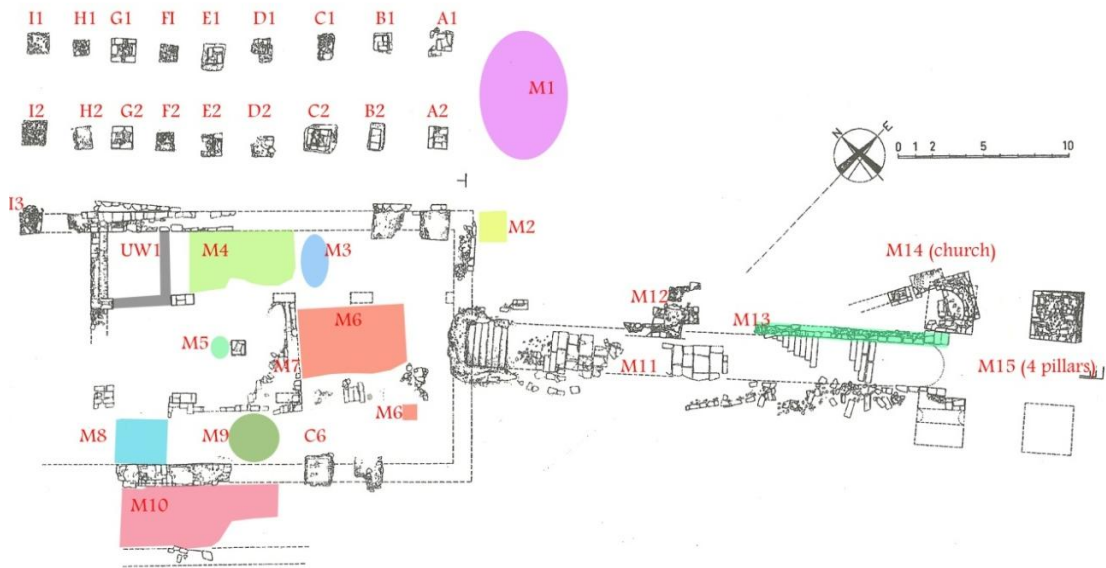 I1 H1 G1 F1 E1 D1 C1 B1 A1
M1
I2 H2 G2 F2 E2 D2 C2 B2 A2
N E
0 1 2 5 10
I3
UW1 M4 M3 M2
M14 (church)
M12
M6 M13
M5
M7 M11 M15 (4 pillars)
M6
M8 M9 C6
M10